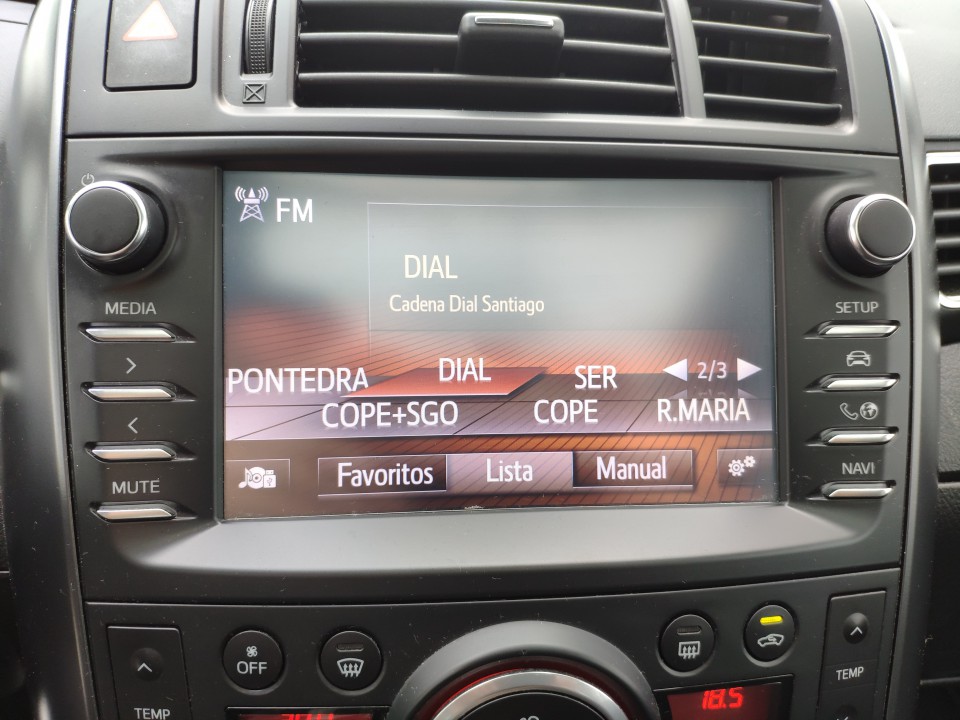 FM
DIAL
Cadena Dial Santiago
PONTEDRA DIAL SER 2/3
COPE+SGO COPE R.MARIA
Favoritos Lista Manual
MEDIA
>
<
MUTE
SETUP
NAVI
OFF
TEMP
18.5
TEMP